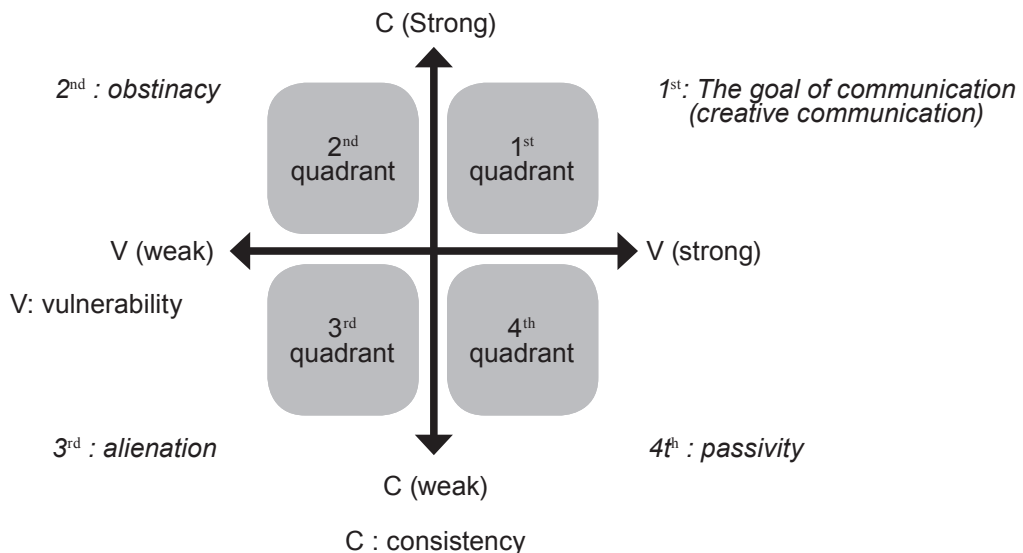 C (Strong)
2nd : obstinacy
1st: The goal of communication
(creative communication)
2nd
quadrant
1st
quadrant
V (weak)
V (strong)
V: vulnerability
3rd
quadrant
4th
quadrant
3rd : alienation
4th : passivity
C (weak)
C : consistency